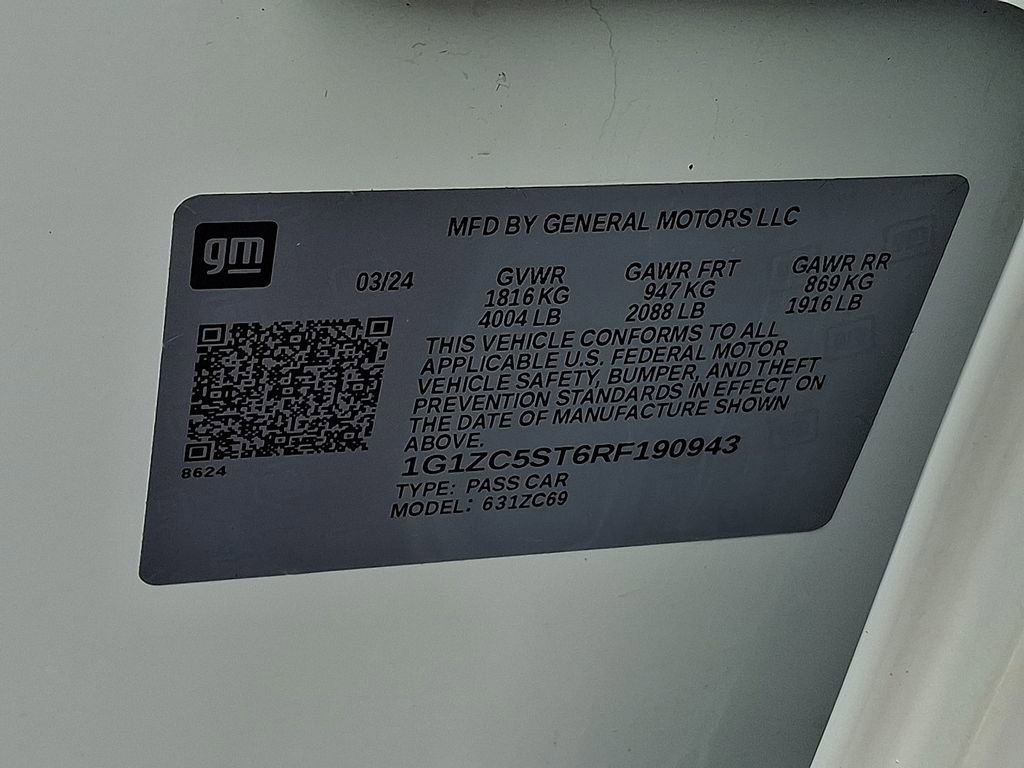 MFD BY GENERAL MOTORS LLC
gm
03/24
GVWR
1816 KG
4004 LB
GAWR FRT
947 KG
2088 LB
GAWR RR
869 KG
1916 LB
THIS VEHICLE CONFORMS TO ALL
APPLICABLE U.S. FEDERAL MOTOR
VEHICLE SAFETY, BUMPER, AND THEFT
PREVENTION STANDARDS IN EFFECT ON
THE DATE OF MANUFACTURE SHOWN
ABOVE.
8624
1G1ZC5ST6RF190943
TYPE: PASS CAR
MODEL: 631ZC69